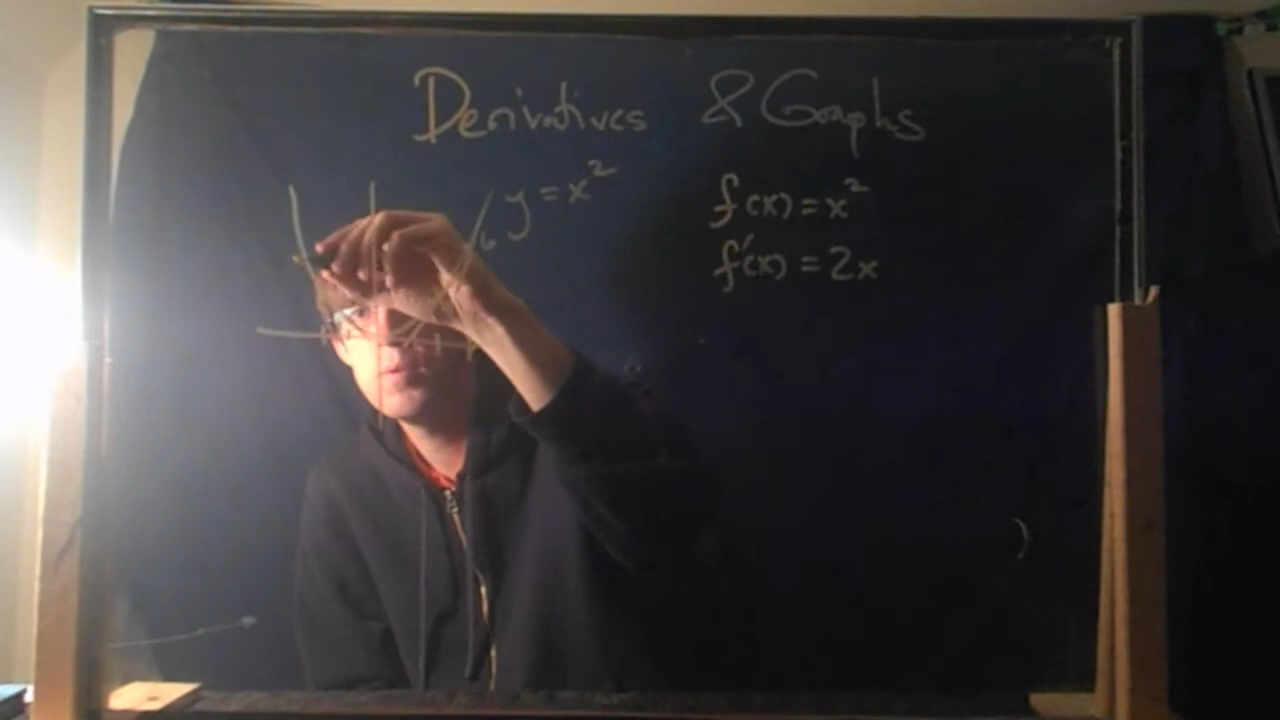 Derivatives & Graphs
y = x²
f(x) = x²
f'(x) = 2x